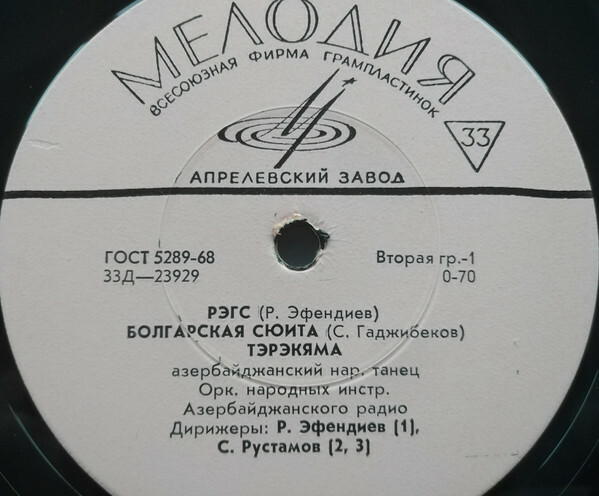 МЕЛОДИЯ
ВСЕСОЮЗНАЯ ФИРМА ГРАМПЛАСТИНОК
33
АПРЕЛЕВСКИЙ ЗАВОД
ГОСТ 5289-68 Вторая гр.-1
33Д—23929 0-70
РЭГС (Р. Эфендиев)
БОЛГАРСКАЯ СЮИТА (С. Гаджибеков)
ТЭРЭКЯМА
азербайджанский нар. танец
Орк. народных инстр.
Азербайджанского радио
Дирижеры: Р. Эфендиев (1),
С. Рустамов (2, 3)